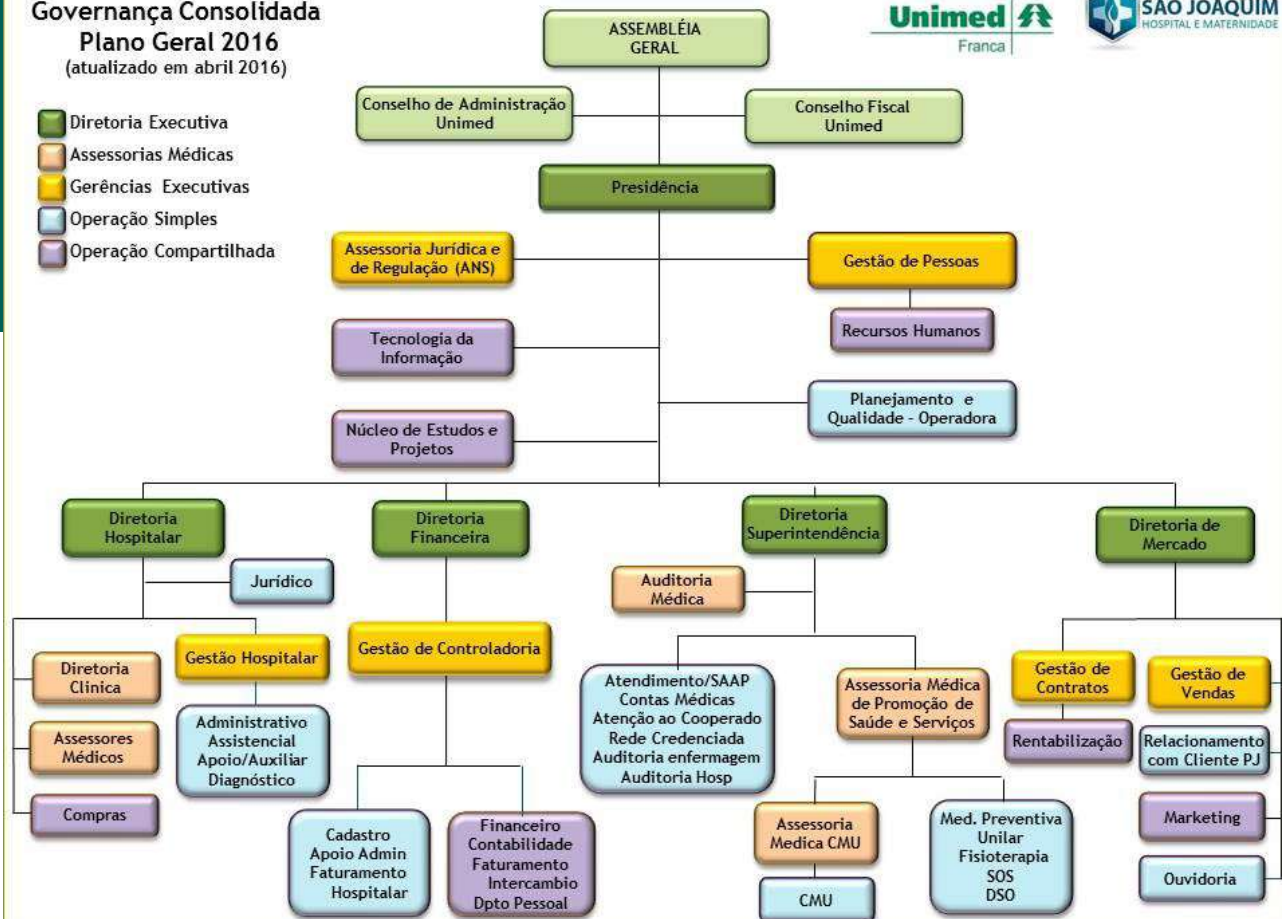 Governança Consolidada
Plano Geral 2016
(atualizado em abril 2016)
Unimed
Franca
SÃO JOAQUIM
HOSPITAL E MATERNIDADE
Diretoria Executiva
Assessorias Médicas
Gerências Executivas
Operação Simples
Operação Compartilhada
ASSEMBLÉIA
GERAL
Conselho de Administração
Unimed
Conselho Fiscal
Unimed
Presidência
Assessoria Jurídica e
de Regulação (ANS)
Gestão de Pessoas
Recursos Humanos
Tecnologia da
Informação
Planejamento e
Qualidade - Operadora
Núcleo de Estudos e
Projetos
Diretoria
Hospitalar
Diretoria
Financeira
Diretoria
Superintendência
Diretoria de
Mercado
Jurídico
Auditoria
Médica
Diretoria
Clinica
Gestão Hospitalar
Gestão de Controladoria
Assessores
Médicos
Administrativo
Assistencial
Apoio/Auxiliar
Diagnóstico
Compras
Cadastro
Apoio Admin
Faturamento
Hospitalar
Financeiro
Contabilidade
Faturamento
Intercambio
Dpto Pessoal
Atendimento/SAAP
Contas Médicas
Atenção ao Cooperado
Rede Credenciada
Auditoria enfermagem
Auditoria Hosp
Assessoria Médica
de Promoção de
Saúde e Serviços
Assessoria
Medica CMU
CMU
Med. Preventiva
Unilar
Fisioterapia
SOS
DSO
Gestão de
Contratos
Rentabilização
Gestão de
Vendas
Relacionamento
com Cliente PJ
Marketing
Ouvidoria